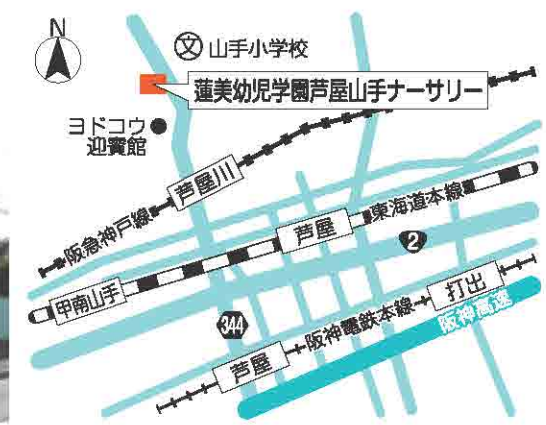 N
文 山手小学校
蓮美幼児学園芦屋山手ナーサリー
ヨドコウ
迎賓館
芦屋川
阪急神戸線
芦屋
東海道本線
2
甲南山手
344
打出
阪神電鉄本線
阪神高速
芦屋